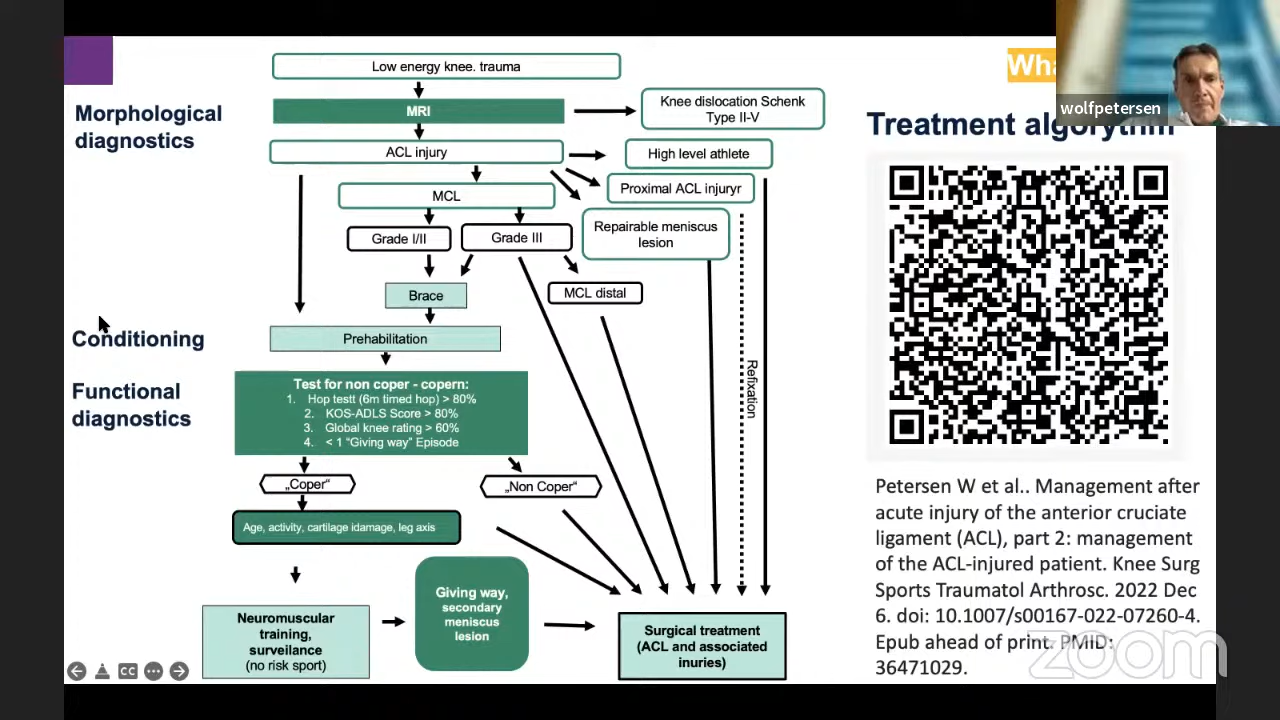 Wha
wolfpetersen
Treatment algorythm
Morphological
diagnostics
Conditioning
Functional
diagnostics
Low energy knee. trauma
MRI
Knee dislocation Schenk
Type II-V
ACL injury
High level athlete
MCL
Proximal ACL injuryr
Grade I/II
Grade III
Repairable meniscus
lesion
Brace
MCL distal
Prehabilitation
Test for non coper - copern:
1. Hop testt (6m timed hop) > 80%
2. KOS-ADLS Score > 80%
3. Global knee rating > 60%
4. < 1 "Giving way" Episode
Refixation
„Coper“
„Non Coper“
Age, activity, cartilage idamage, leg axis
Neuromuscular
training,
surveilance
(no risk sport)
Giving way,
secondary
meniscus
lesion
Surgical treatment
(ACL and associated
inuries)
Petersen W et al.. Management after
acute injury of the anterior cruciate
ligament (ACL), part 2: management
of the ACL-injured patient. Knee Surg
Sports Traumatol Arthrosc. 2022 Dec
6. doi: 10.1007/s00167-022-07260-4.
Epub ahead of print. PMID:
36471029.
CC
zoom